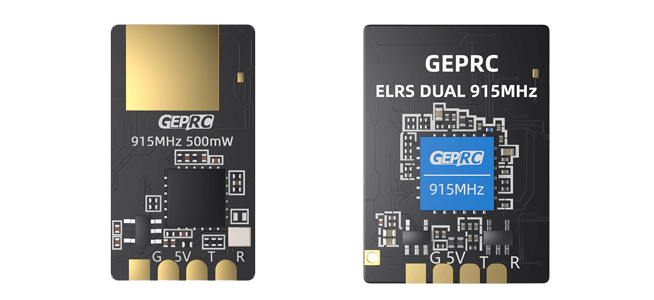 GEPRC
915MHz 500mW
G 5V T R
GEPRC
ELRS DUAL 915MHz
GEPRC
915MHz
G 5V T R